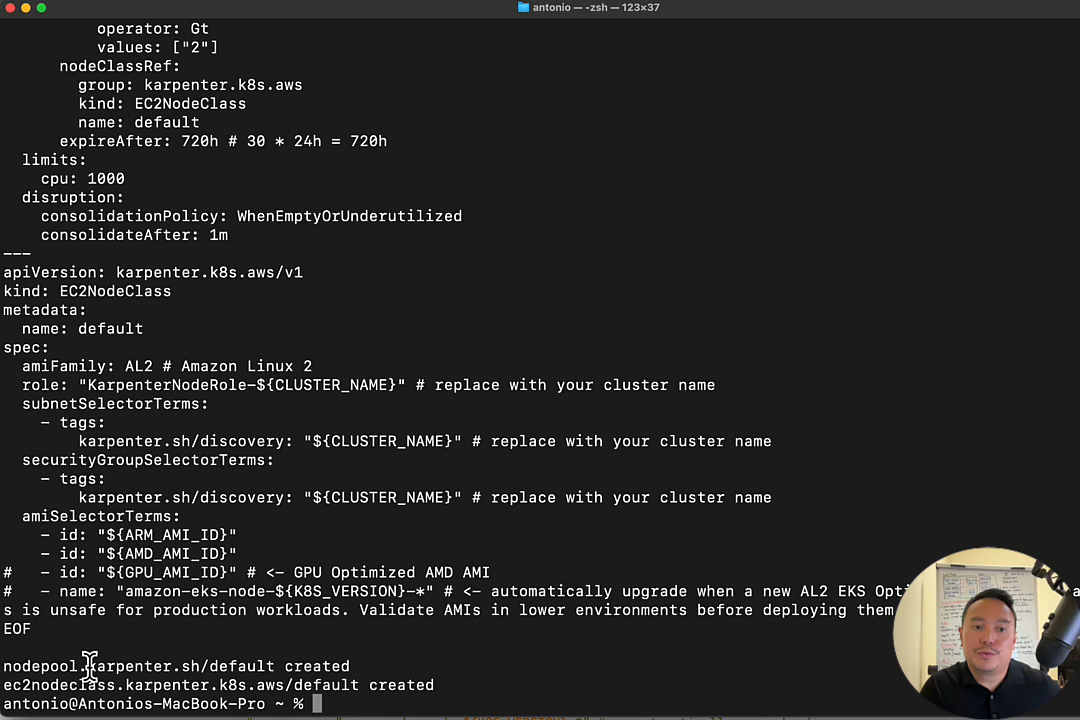 antonio — -zsh — 123×37
operator: Gt
values: ["2"]
nodeClassRef:
group: karpenter.k8s.aws
kind: EC2NodeClass
name: default
expireAfter: 720h # 30 * 24h = 720h
limits:
cpu: 1000
disruption:
consolidationPolicy: WhenEmptyOrUnderutilized
consolidateAfter: 1m
---
apiVersion: karpenter.k8s.aws/v1
kind: EC2NodeClass
metadata:
name: default
spec:
amiFamily: AL2 # Amazon Linux 2
role: "KarpenterNodeRole-${CLUSTER_NAME}" # replace with your cluster name
subnetSelectorTerms:
- tags:
karpenter.sh/discovery: "${CLUSTER_NAME}" # replace with your cluster name
securityGroupSelectorTerms:
- tags:
karpenter.sh/discovery: "${CLUSTER_NAME}" # replace with your cluster name
amiSelectorTerms:
- id: "${ARM_AMI_ID}"
- id: "${AMD_AMI_ID}"
# - id: "${GPU_AMI_ID}" # <- GPU Optimized AMD AMI
# - name: "amazon-eks-node-${K8S_VERSION}-*" # <- automatically upgrade when a new AL2 EKS Opti
s is unsafe for production workloads. Validate AMIs in lower environments before deploying them
EOF
nodepool.karpenter.sh/default created
ec2nodeclass.karpenter.k8s.aws/default created
antonio@Antonios-MacBook-Pro ~ %